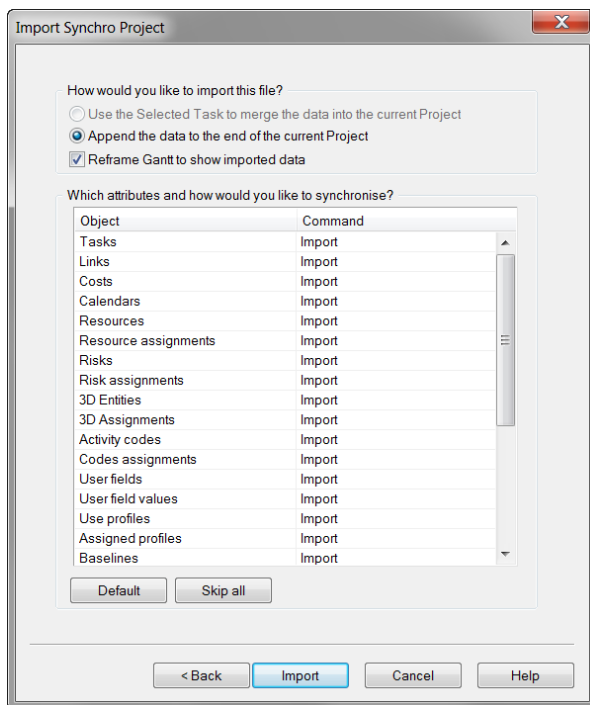 Import Synchro Project
How would you like to import this file?
Use the Selected Task to merge the data into the current Project
Append the data to the end of the current Project
Reframe Gantt to show imported data
Which attributes and how would you like to synchronise?
Object Command
Tasks Import
Links Import
Costs Import
Calendars Import
Resources Import
Resource assignments Import
Risks Import
Risk assignments Import
3D Entities Import
3D Assignments Import
Activity codes Import
Codes assignments Import
User fields Import
User field values Import
Use profiles Import
Assigned profiles Import
Baselines Import
Default Skip all
< Back Import Cancel Help